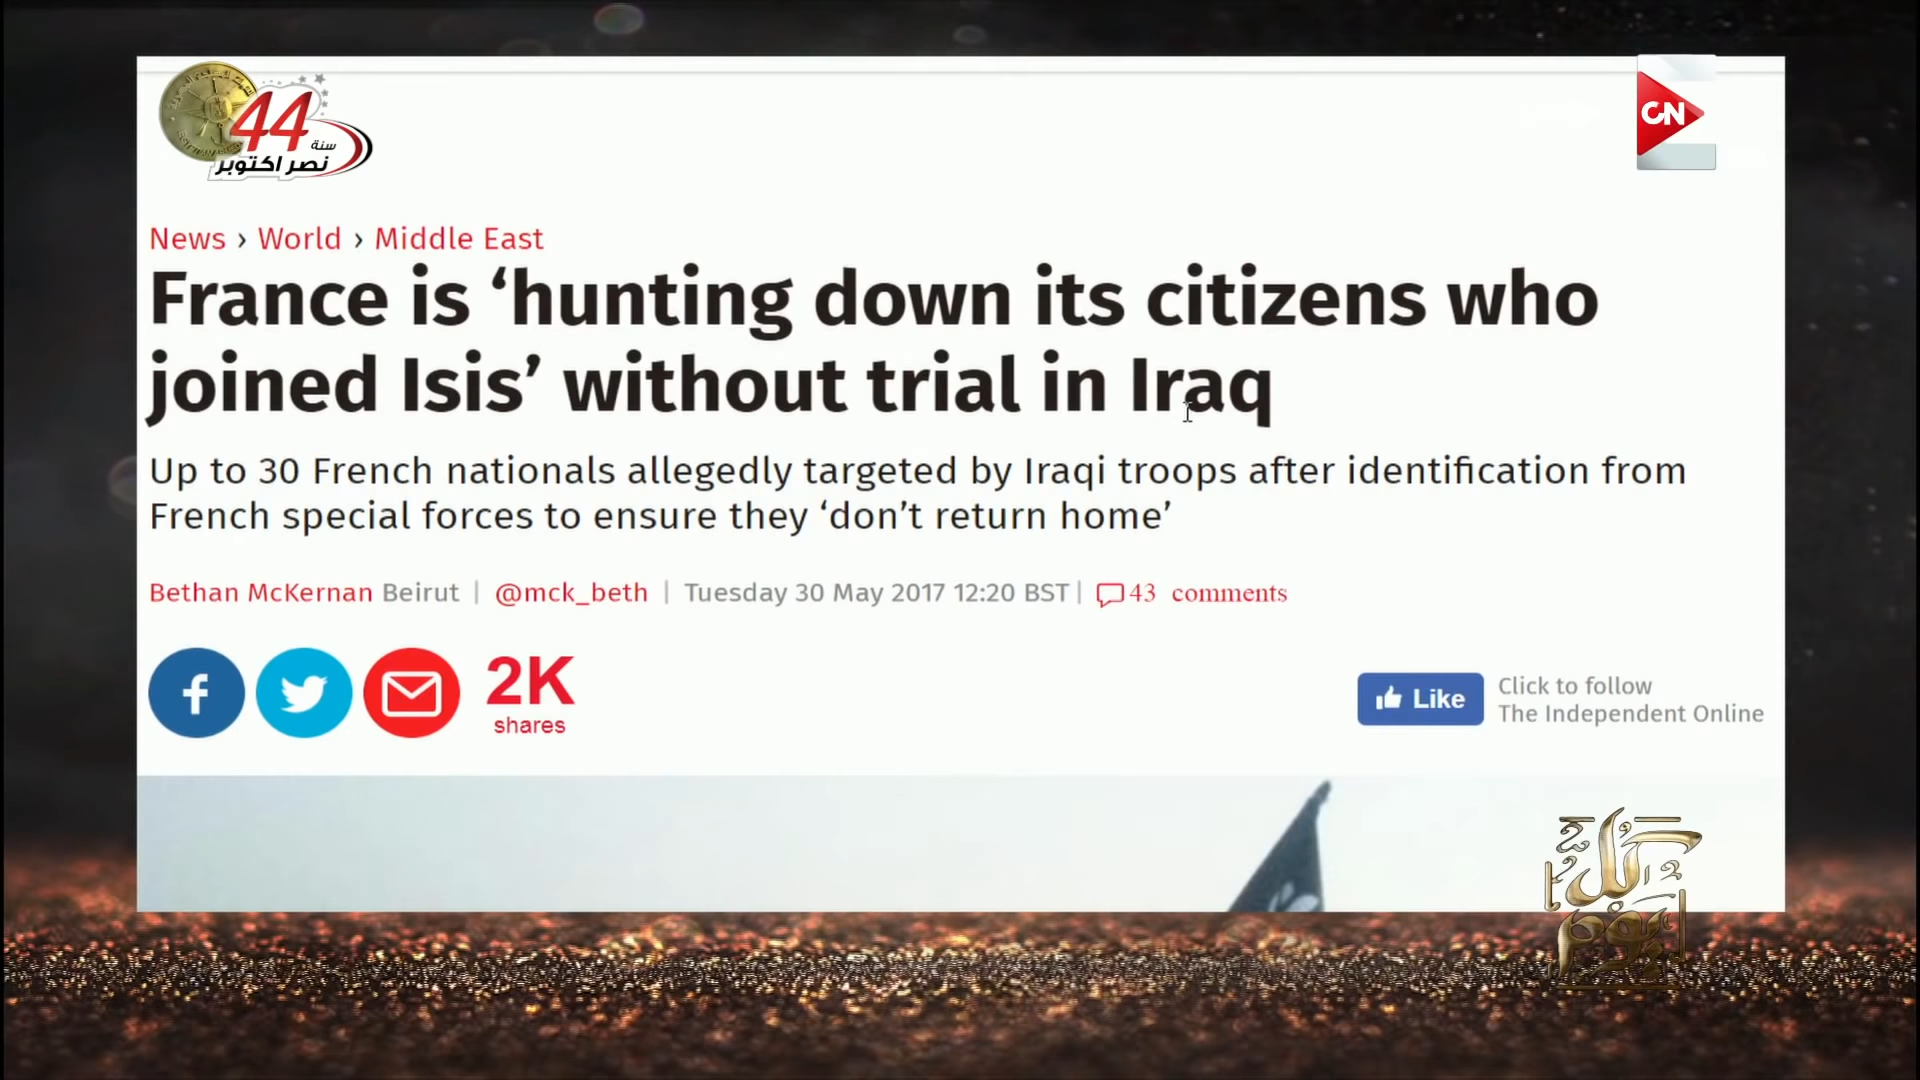 44
سنة
نصر اكتوبر
ON
News › World › Middle East
France is ‘hunting down its citizens who
joined Isis’ without trial in Iraq
Up to 30 French nationals allegedly targeted by Iraqi troops after identification from
French special forces to ensure they ‘don’t return home’
Bethan McKernan Beirut | @mck_beth | Tuesday 30 May 2017 12:20 BST | 43 comments
2K
shares
Like
Click to follow
The Independent Online
كل
يوم